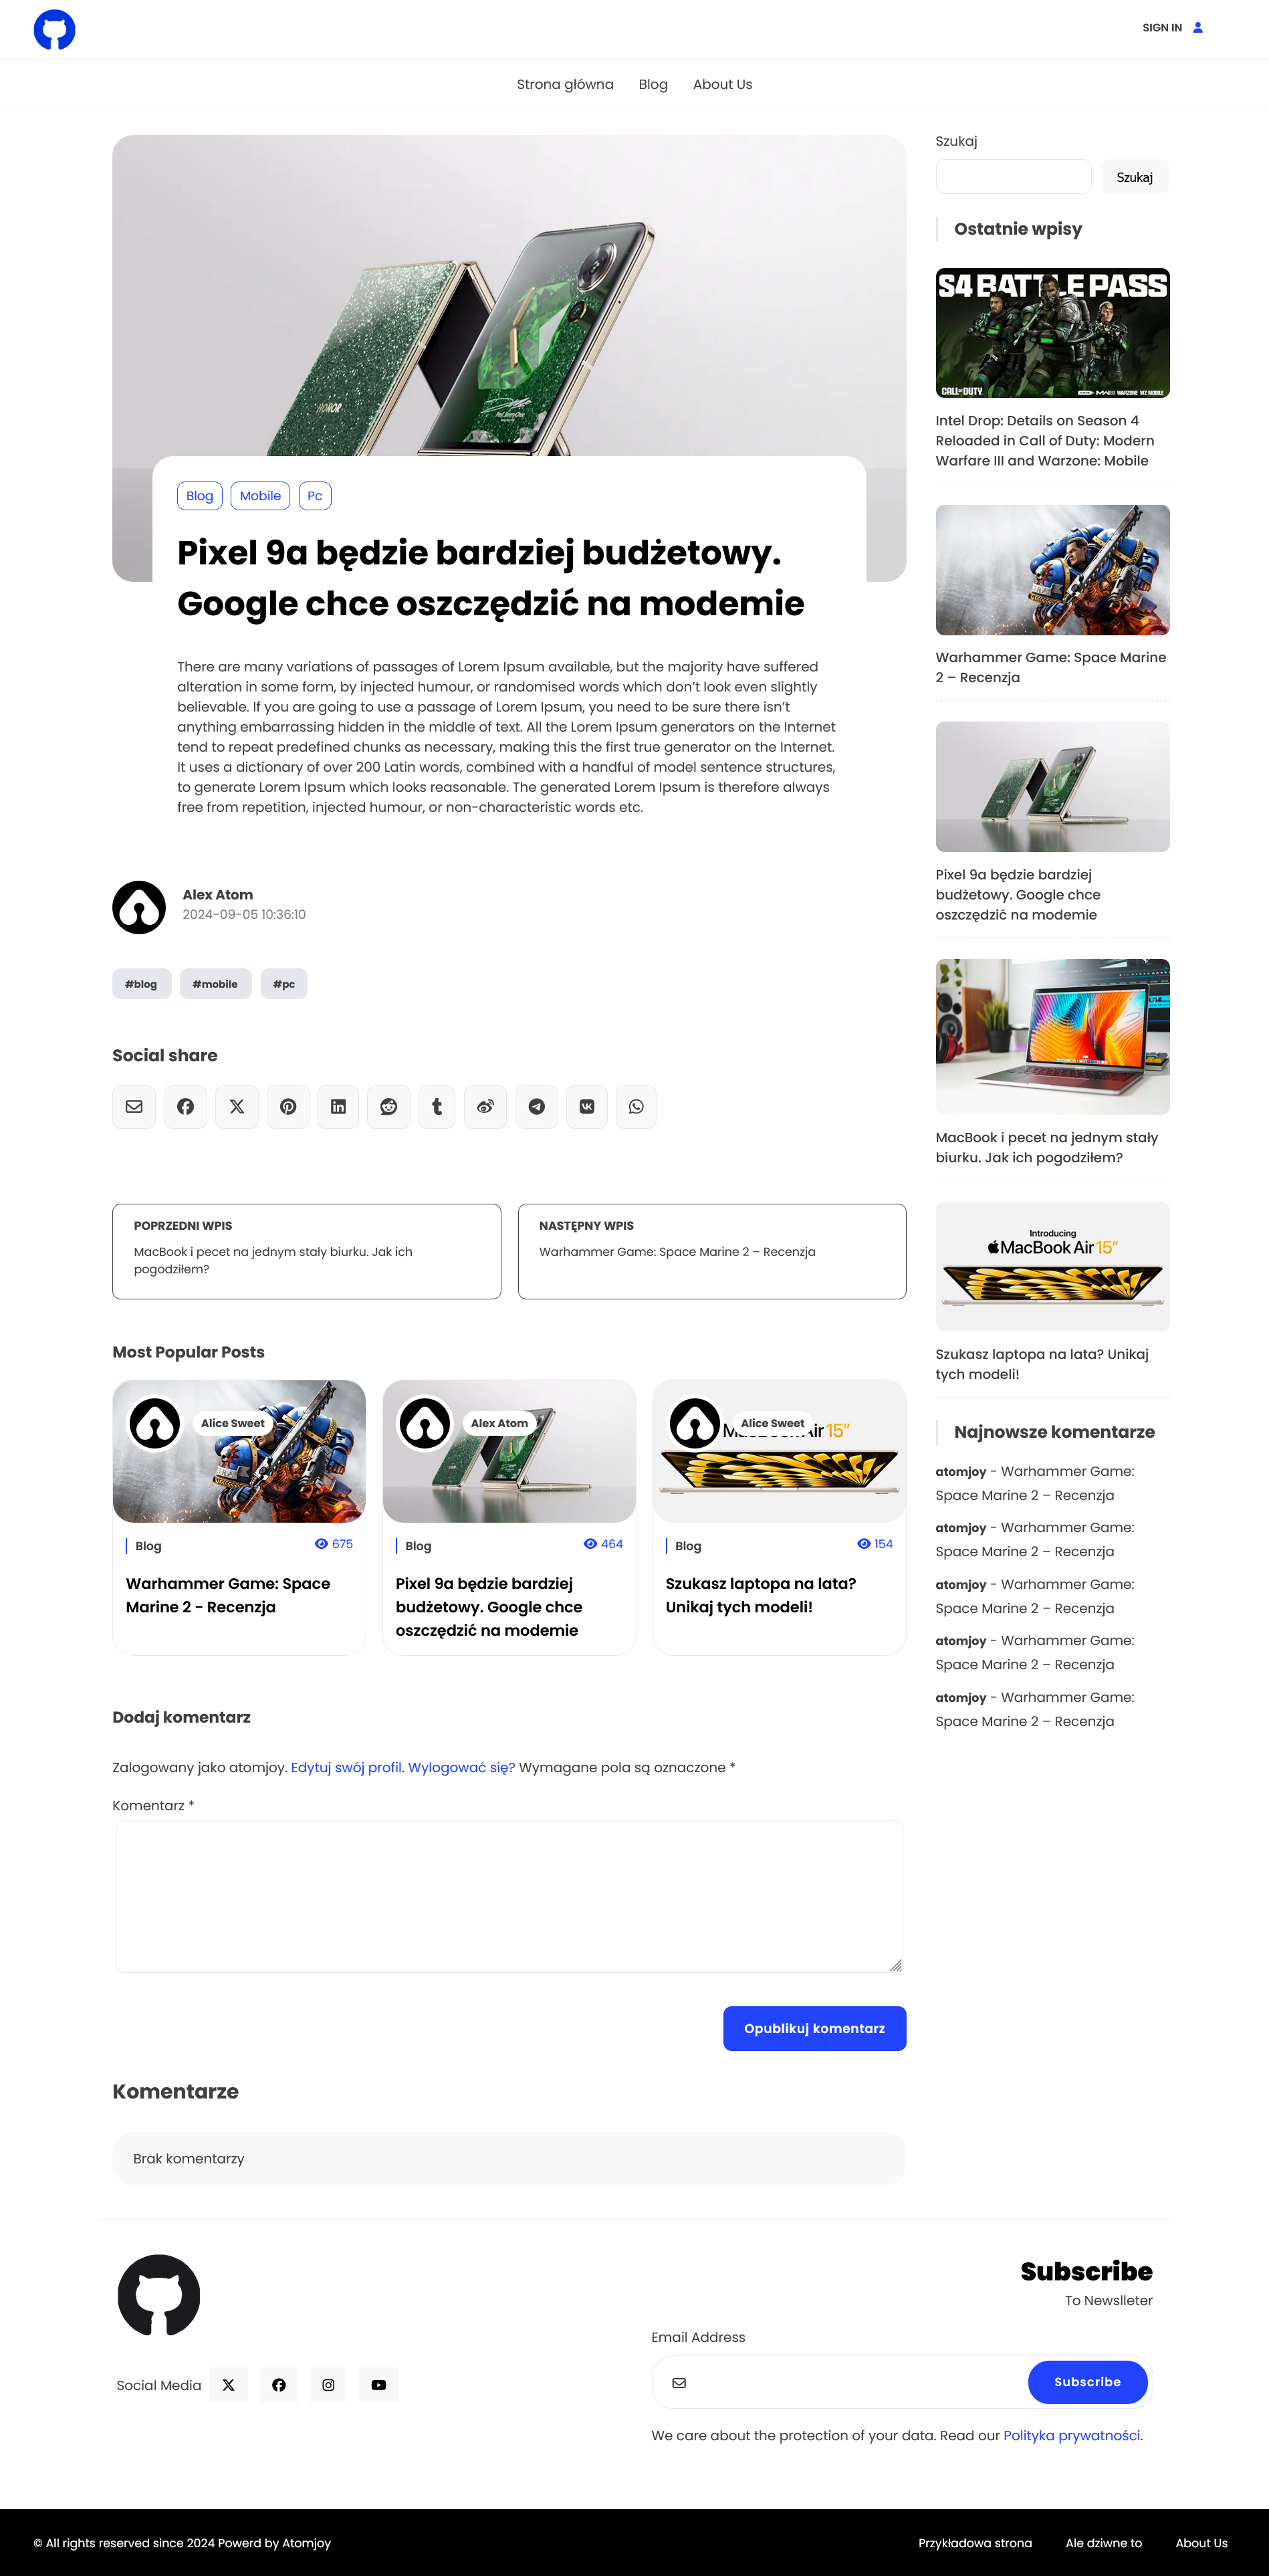 SIGN IN
Strona główna
Blog
About Us
HONOR
Blog
Mobile
Pc
Pixel 9a będzie bardziej budżetowy.
Google chce oszczędzić na modemie
There are many variations of passages of Lorem Ipsum available, but the majority have suffered
alteration in some form, by injected humour, or randomised words which don’t look even slightly
believable. If you are going to use a passage of Lorem Ipsum, you need to be sure there isn’t
anything embarrassing hidden in the middle of text. All the Lorem Ipsum generators on the Internet
tend to repeat predefined chunks as necessary, making this the first true generator on the Internet.
It uses a dictionary of over 200 Latin words, combined with a handful of model sentence structures,
to generate Lorem Ipsum which looks reasonable. The generated Lorem Ipsum is therefore always
free from repetition, injected humour, or non-characteristic words etc.
Alex Atom
2024-09-05 10:36:10
#blog
#mobile
#pc
Social share
POPRZEDNI WPIS
MacBook i pecet na jednym stały biurku. Jak ich
pogodziłem?
NASTĘPNY WPIS
Warhammer Game: Space Marine 2 – Recenzja
Most Popular Posts
Alice Sweet
Blog
675
Warhammer Game: Space
Marine 2 - Recenzja
Alex Atom
Blog
464
Pixel 9a będzie bardziej
budżetowy. Google chce
oszczędzić na modemie
Alice Sweet
15”
Blog
154
Szukasz laptopa na lata?
Unikaj tych modeli!
Dodaj komentarz
Zalogowany jako atomjoy. Edytuj swój profil. Wylogować się? Wymagane pola są oznaczone *
Komentarz *
Opublikuj komentarz
Komentarze
Brak komentarzy
Szukaj
Szukaj
Ostatnie wpisy
S4 BATTLE PASS
CALL OF DUTY
WARZONE
WZ MOBILE
Intel Drop: Details on Season 4
Reloaded in Call of Duty: Modern
Warfare III and Warzone: Mobile
Warhammer Game: Space Marine
2 – Recenzja
Pixel 9a będzie bardziej
budżetowy. Google chce
oszczędzić na modemie
MacBook i pecet na jednym stały
biurku. Jak ich pogodziłem?
Introducing
MacBook Air 15”
Szukasz laptopa na lata? Unikaj
tych modeli!
Najnowsze komentarze
atomjoy - Warhammer Game:
Space Marine 2 – Recenzja
atomjoy - Warhammer Game:
Space Marine 2 – Recenzja
atomjoy - Warhammer Game:
Space Marine 2 – Recenzja
atomjoy - Warhammer Game:
Space Marine 2 – Recenzja
atomjoy - Warhammer Game:
Space Marine 2 – Recenzja
Social Media
Subscribe
To Newslleter
Email Address
Subscribe
We care about the protection of your data. Read our Polityka prywatności.
© All rights reserved since 2024 Powerd by Atomjoy
Przykładowa strona
Ale dziwne to
About Us